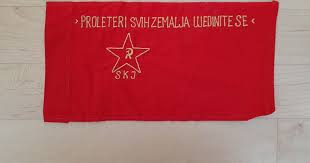 › PROLETERI SVIH ZEMALJA UJEDINITE SE ‹
SKJ